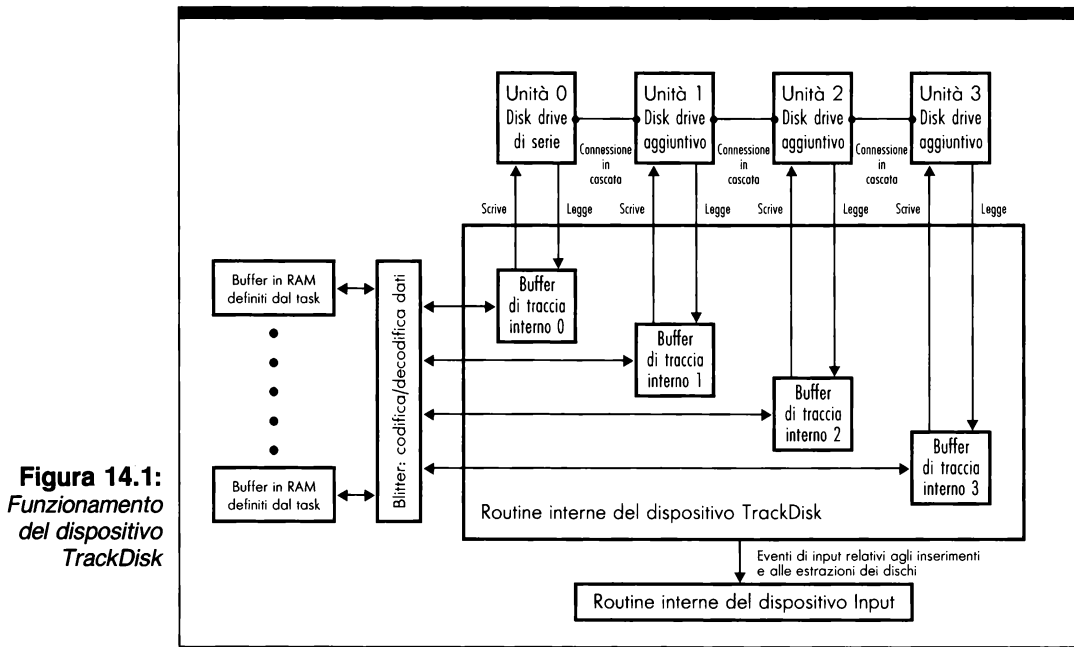 Unità 0
Disk drive
di serie
Unità 1
Disk drive
aggiuntivo
Unità 2
Disk drive
aggiuntivo
Unità 3
Disk drive
aggiuntivo
Connessione
in
cascata
Connessione
in
cascata
Connessione
in
cascata
Scrive
Legge
Scrive
Legge
Scrive
Legge
Scrive
Legge
Buffer in RAM
definiti dal task
Buffer in RAM
definiti dal task
Blitter: codifica/decodifica dati
Buffer
di traccia
interno 0
Buffer
di traccia
interno 1
Buffer
di traccia
interno 2
Buffer
di traccia
interno 3
Routine interne del dispositivo TrackDisk
Eventi di input relativi agli inserimenti
e alle estrazioni dei dischi
Routine interne del dispositivo Input
Figura 14.1:
Funzionamento
del dispositivo
TrackDisk